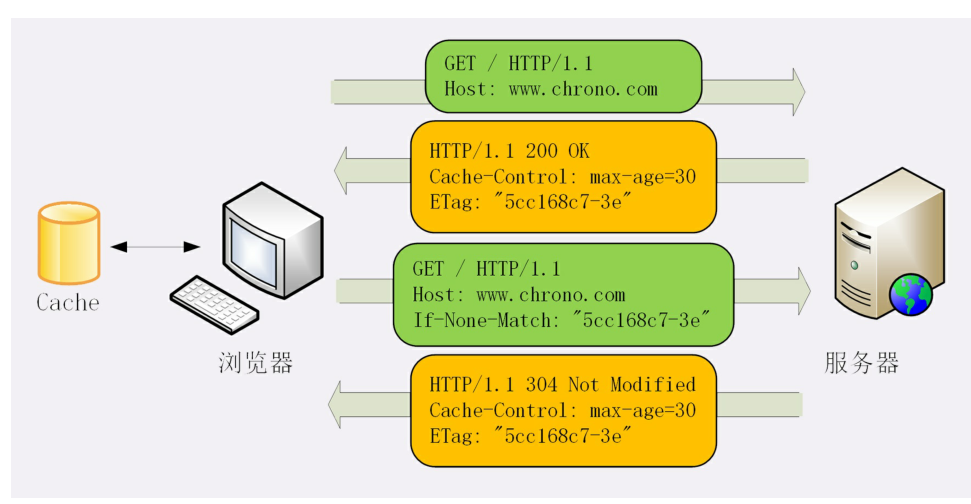 GET / HTTP/1.1
Host: www.chrono.com
HTTP/1.1 200 OK
Cache-Control: max-age=30
ETag: "5cc168c7-3e"
Cache
GET / HTTP/1.1
Host: www.chrono.com
If-None-Match: "5cc168c7-3e"
浏览器
服务器
HTTP/1.1 304 Not Modified
Cache-Control: max-age=30
ETag: "5cc168c7-3e"